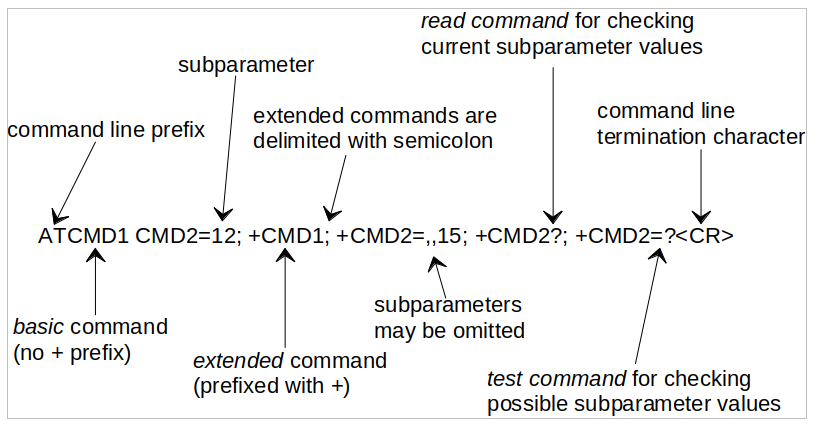 read command for checking
current subparameter values
subparameter
command line prefix
extended commands are
delimited with semicolon
command line
termination character
ATCMD1 CMD2=12; +CMD1; +CMD2=,,15; +CMD2?; +CMD2=?<CR>
basic command
(no + prefix)
extended command
(prefixed with +)
subparameters
may be omitted
test command for checking
possible subparameter values